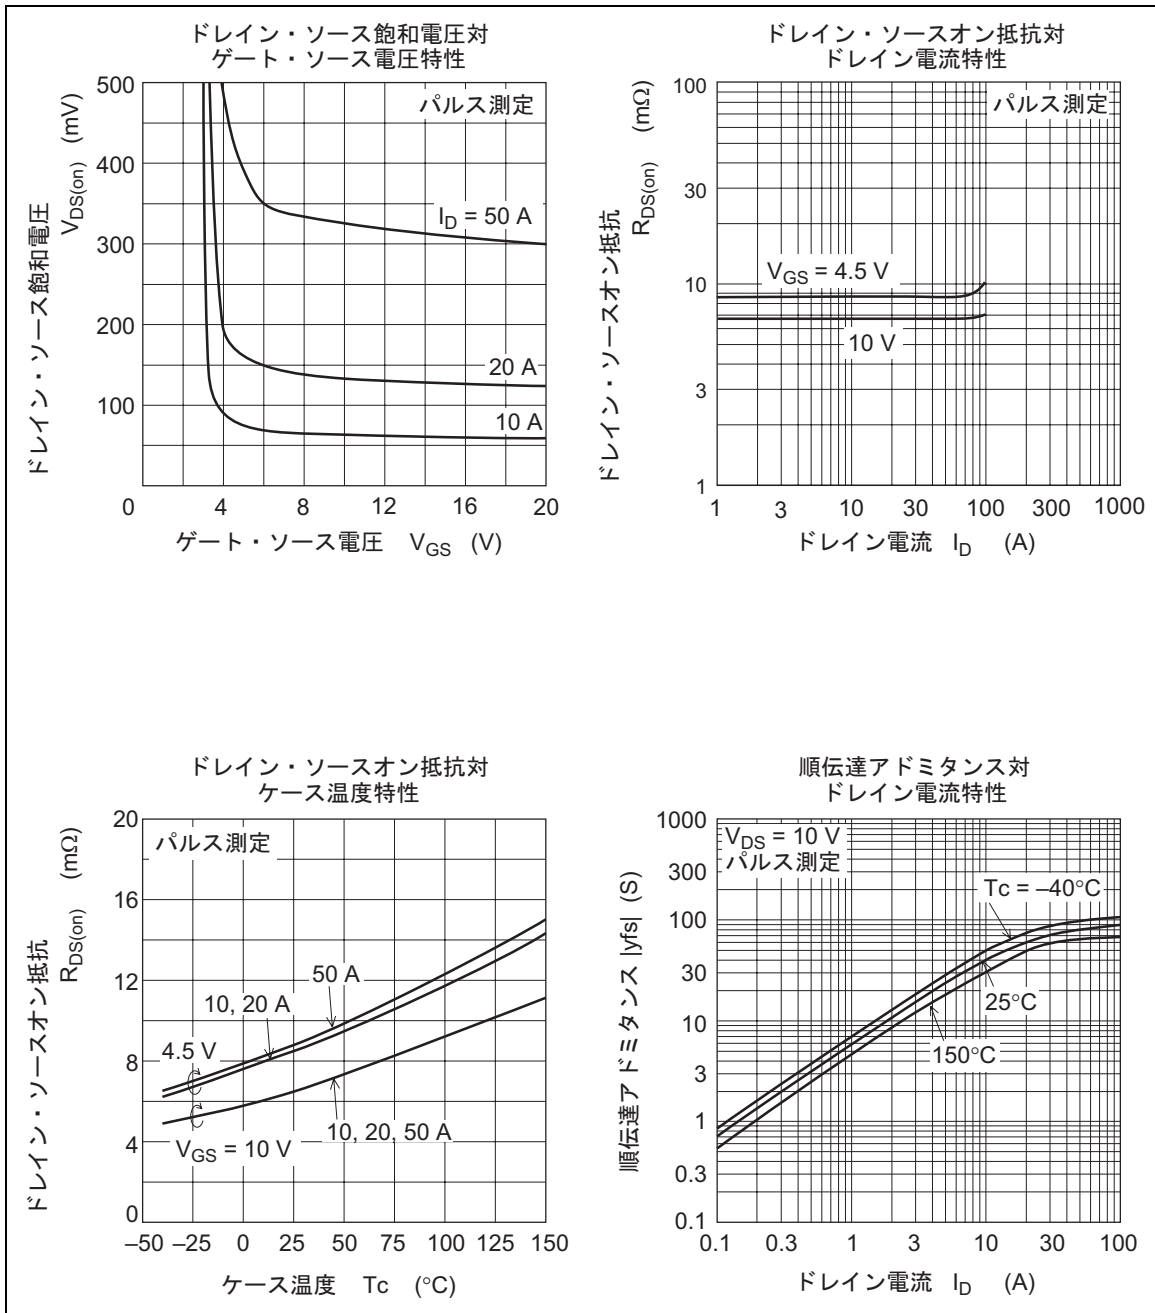 ドレイン・ソース飽和電圧対
ゲート・ソース電圧特性
ドレイン・ソース飽和電圧
VDS(on) (mV)
500
400
300
200
100
0
4
8
12
16
20
パルス測定
ID = 50 A
20 A
10 A
ゲート・ソース電圧 VGS (V)
ドレイン・ソースオン抵抗対
ドレイン電流特性
ドレイン・ソースオン抵抗
RDS(on) (mΩ)
100
30
10
3
1
1
3
10
30
100
300
1000
パルス測定
VGS = 4.5 V
10 V
ドレイン電流 ID (A)
ドレイン・ソースオン抵抗対
ケース温度特性
ドレイン・ソースオン抵抗
RDS(on) (mΩ)
20
16
12
8
4
0
–50
–25
0
25
50
75
100
125
150
パルス測定
50 A
10, 20 A
4.5 V
VGS = 10 V
10, 20, 50 A
ケース温度 Tc (°C)
順伝達アドミタンス対
ドレイン電流特性
順伝達アドミタンス |yfs| (S)
1000
300
100
30
10
3
1
0.3
0.1
0.1
0.3
1
3
10
30
100
VDS = 10 V
パルス測定
Tc = –40°C
25°C
150°C
ドレイン電流 ID (A)